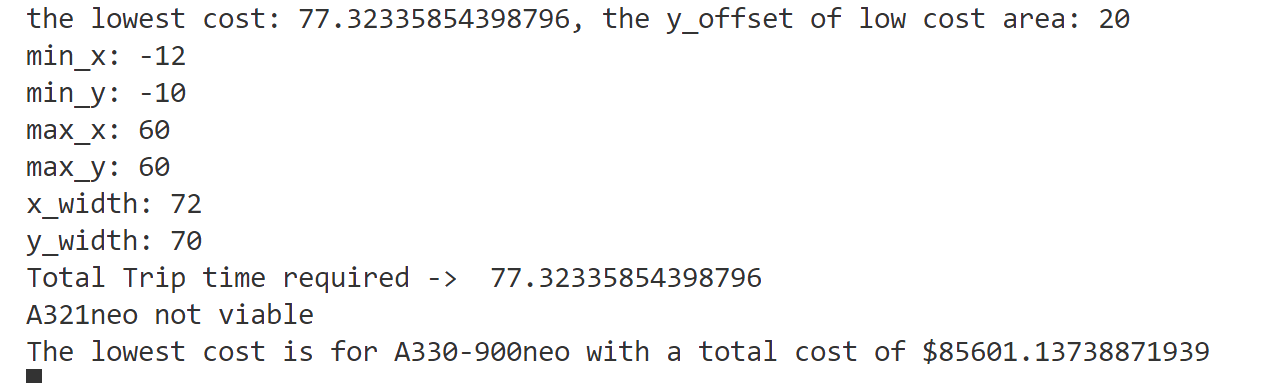 the lowest cost: 77.32335854398796, the y_offset of low cost area: 20
min_x: -12
min_y: -10
max_x: 60
max_y: 60
x_width: 72
y_width: 70
Total Trip time required ->  77.32335854398796
A321neo not viable
The lowest cost is for A330-900neo with a total cost of $85601.13738871939